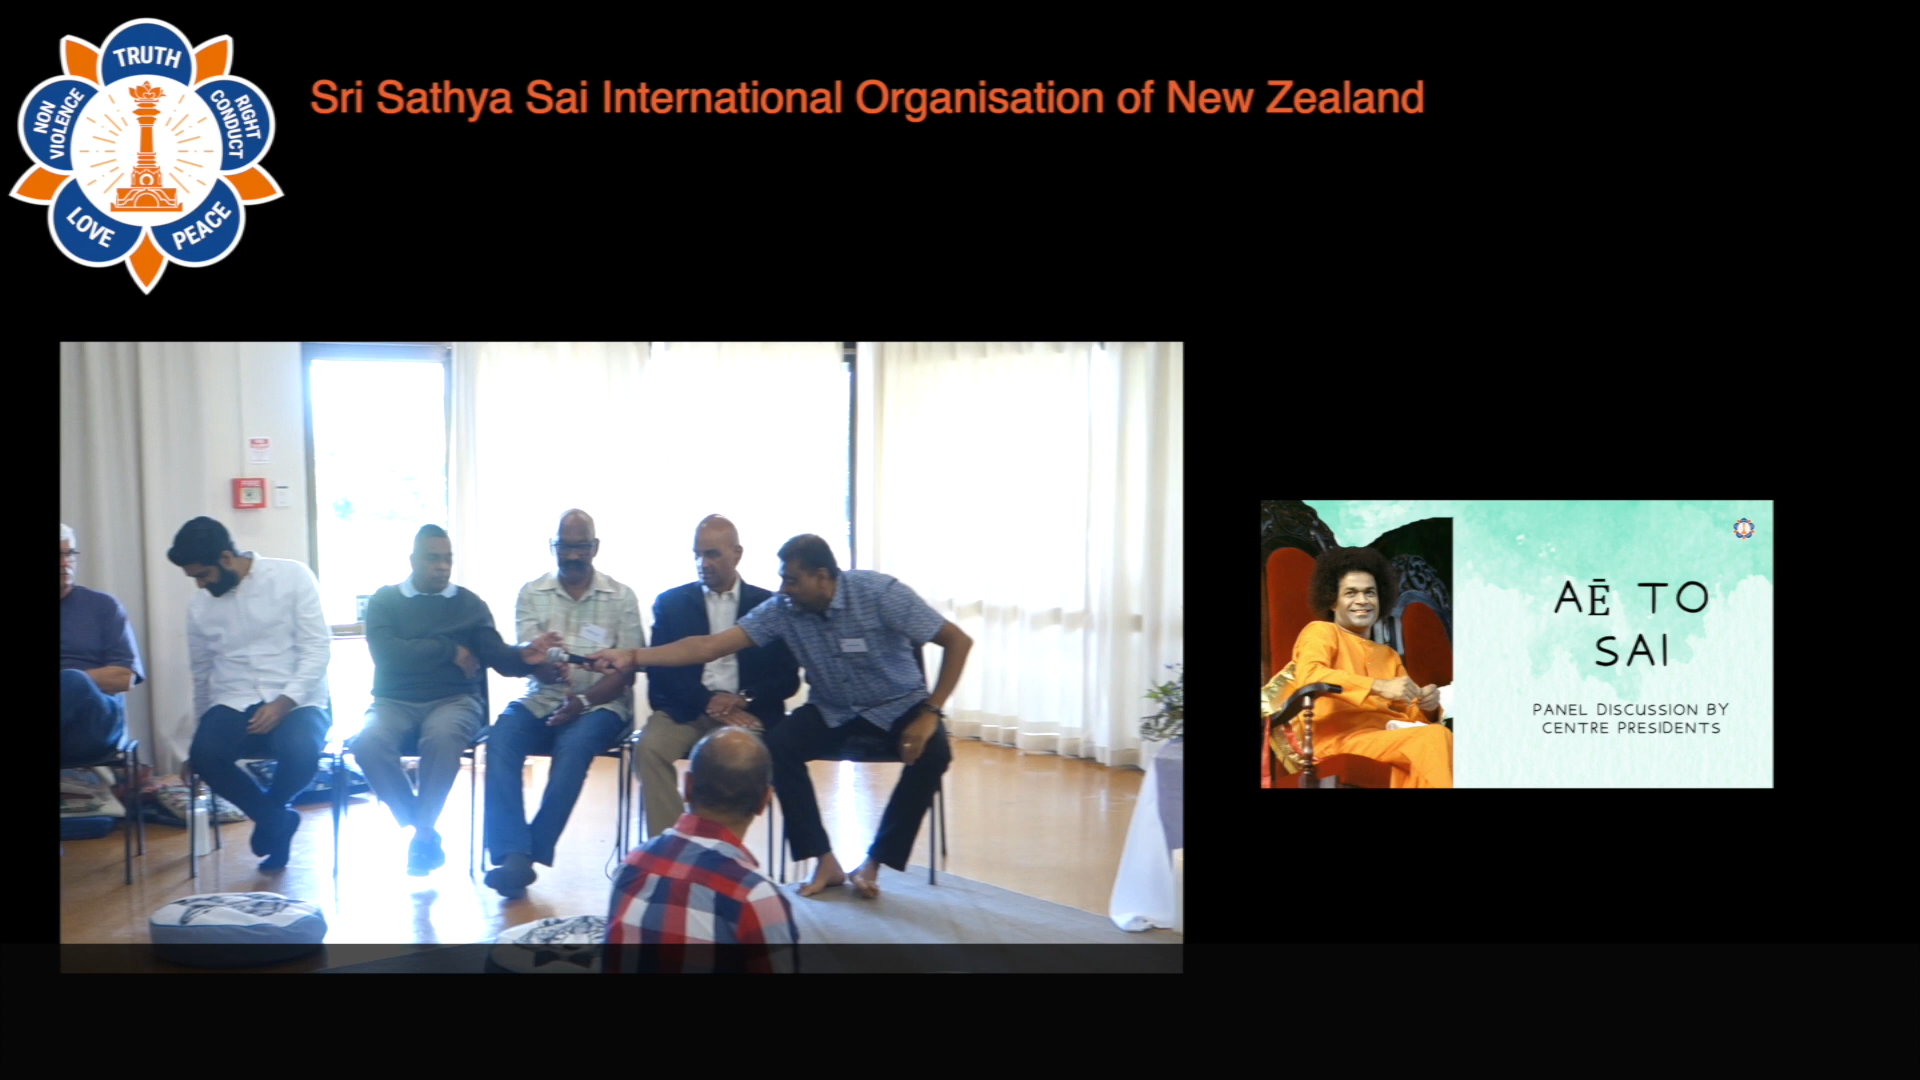 TRUTH
NON
VIOLENCE
RIGHT
CONDUCT
LOVE
PEACE
Sri Sathya Sai International Organisation of New Zealand
FIRE
AĒ TO
SAI
PANEL DISCUSSION BY
CENTRE PRESIDENTS